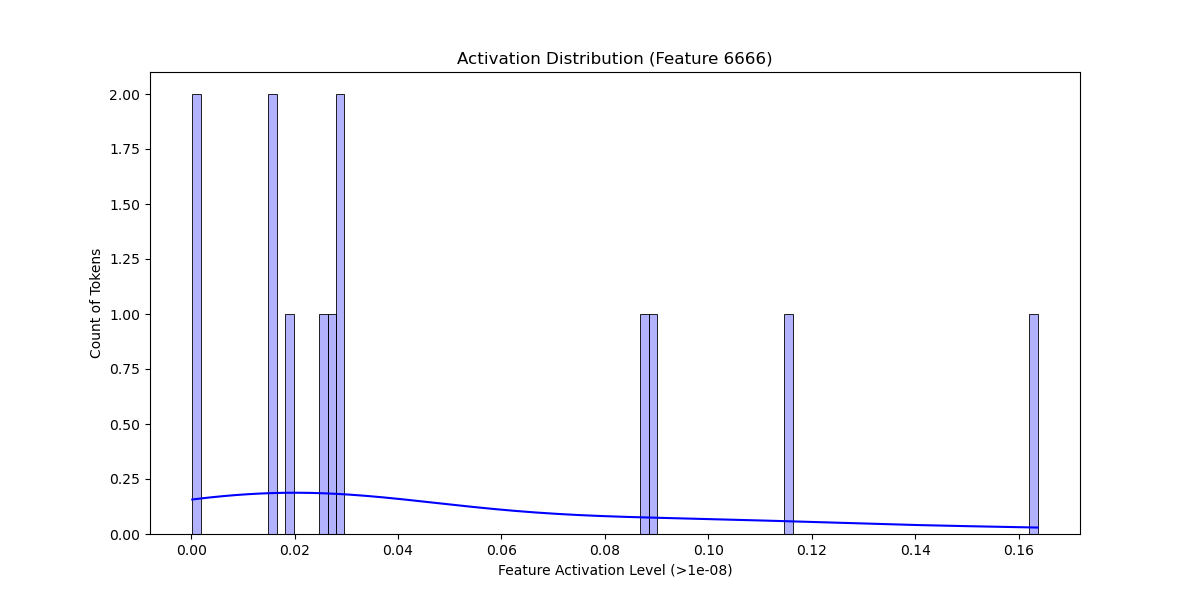 Activation Distribution (Feature 6666)
2.00
1.75
1.50
1.25
1.00
0.75
0.50
0.25
0.00
Count of Tokens
0.00 0.02 0.04 0.06 0.08 0.10 0.12 0.14 0.16
Feature Activation Level (>1e-08)